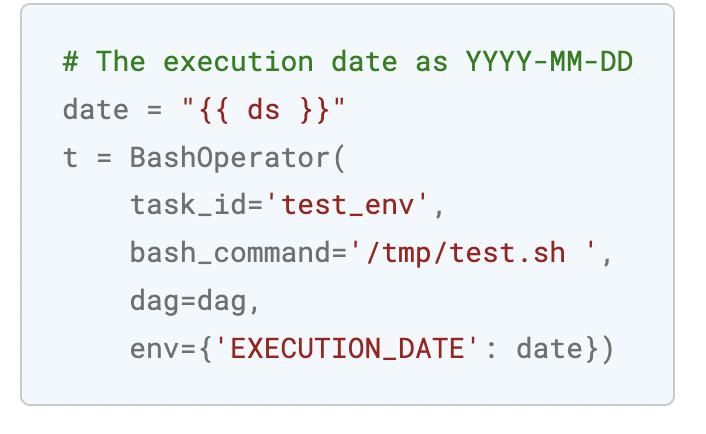 # The execution date as YYYY-MM-DD
date = "{{ ds }}"
t = BashOperator(
    task_id='test_env',
    bash_command='/tmp/test.sh ',
    dag=dag,
    env={'EXECUTION_DATE': date})